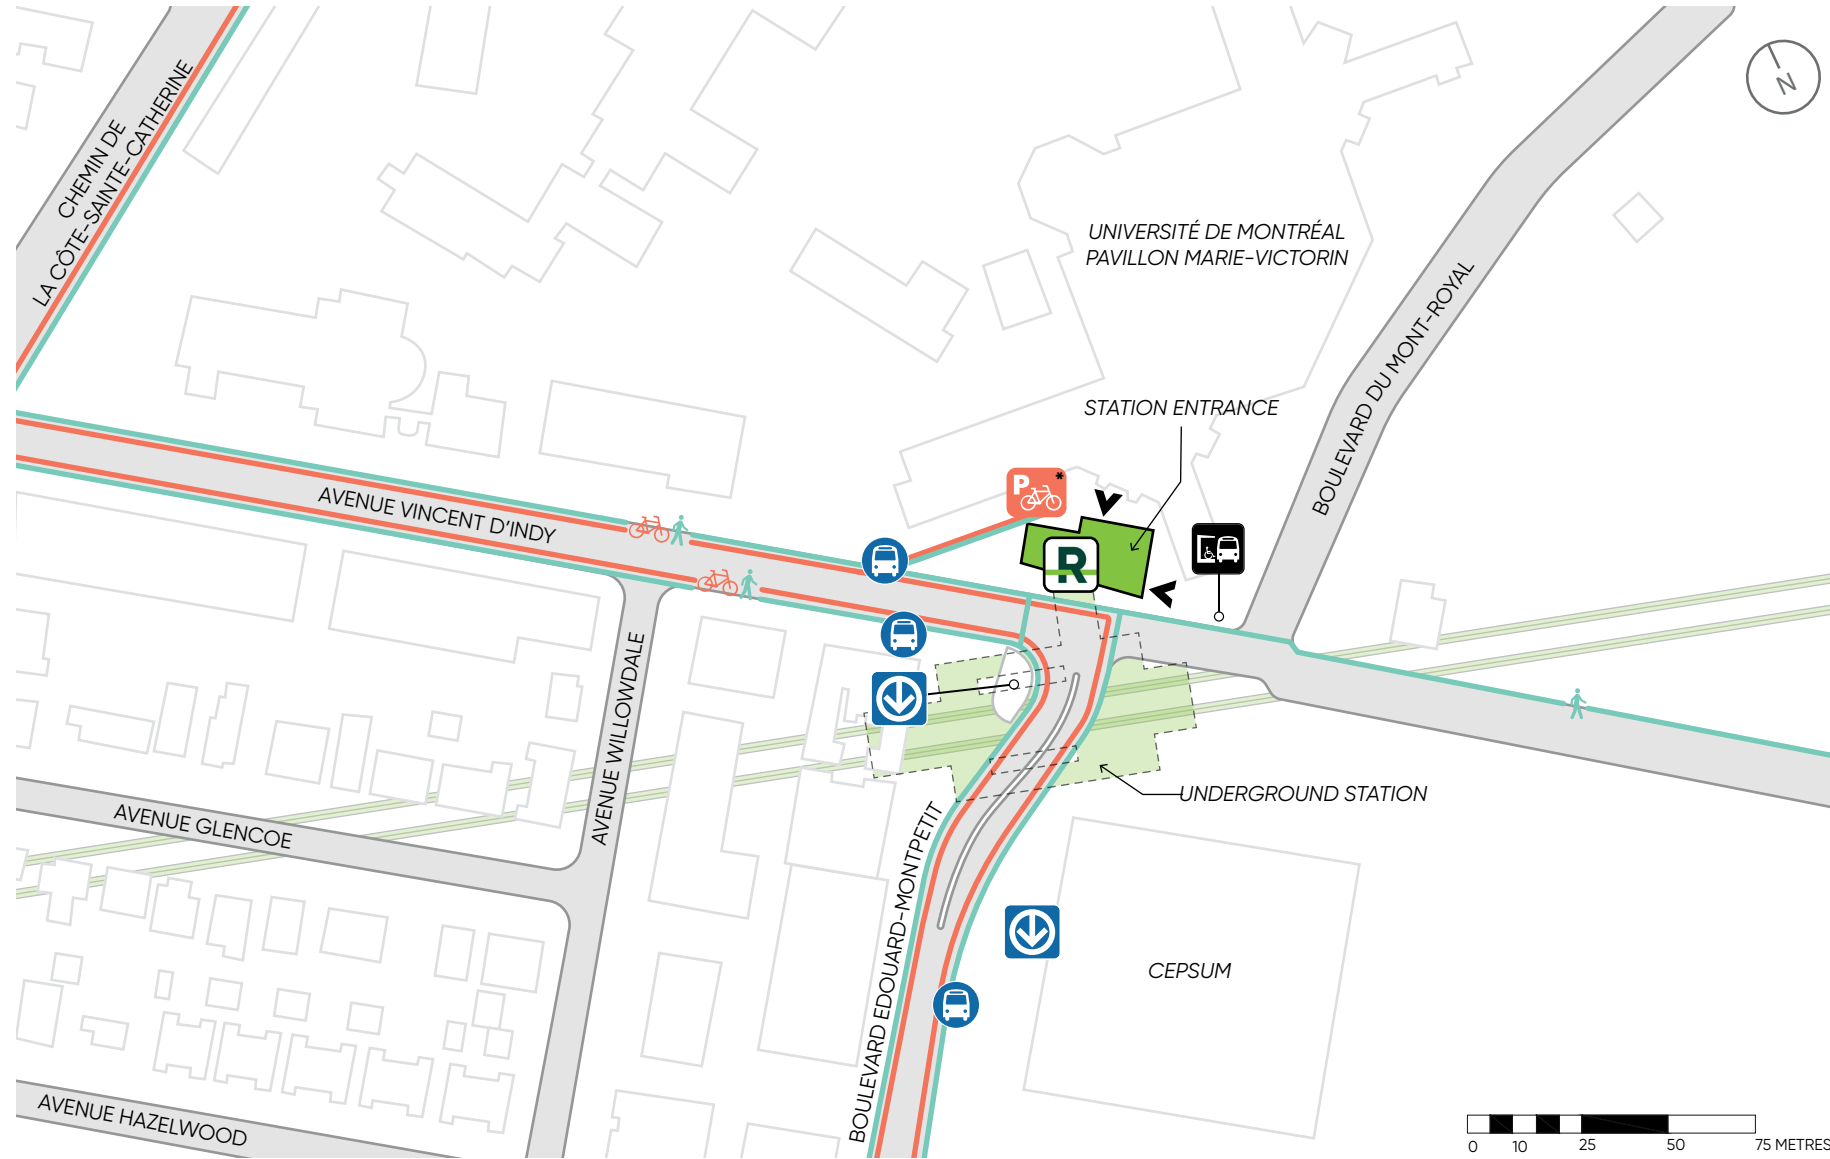 CHEMIN DE
LA CÔTE-SAINTE-CATHERINE
N
UNIVERSITÉ DE MONTRÉAL
PAVILLON MARIE-VICTORIN
BOULEVARD DU MONT-ROYAL
STATION ENTRANCE
P*
AVENUE VINCENT D'INDY
R
AVENUE WILLOWDALE
UNDERGROUND STATION
AVENUE GLENCOE
BOULEVARD EDOUARD-MONTPETIT
CEPSUM
AVENUE HAZELWOOD
0 10 25 50 75 METRES